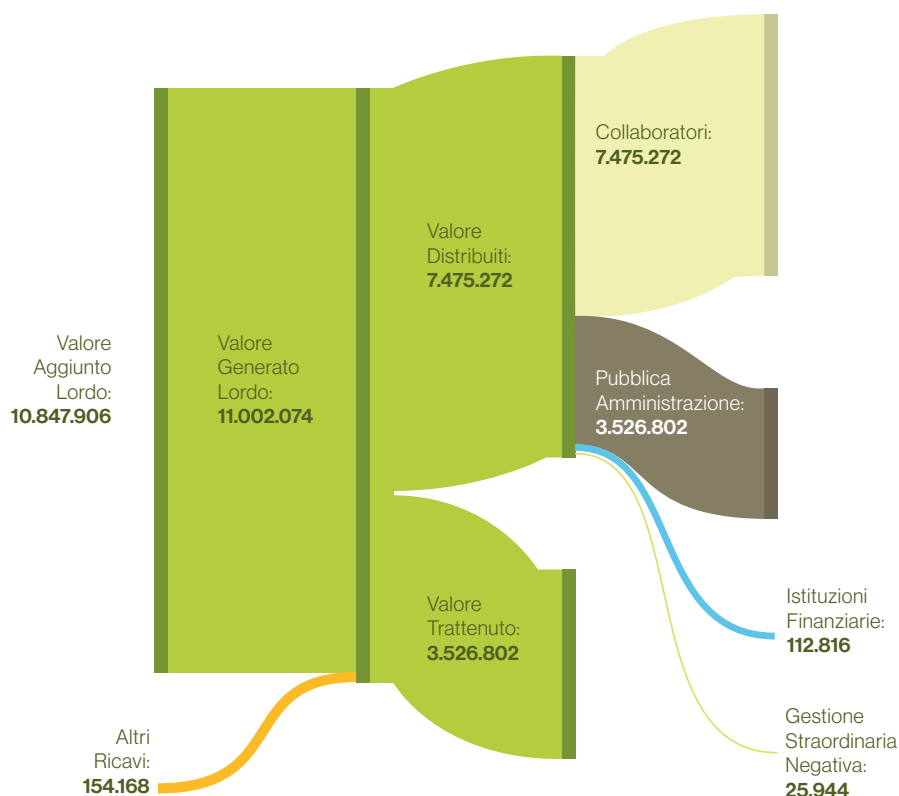 Valore
Aggiunto
Lordo:
10.847.906
Altri
Ricavi:
154.168
Valore
Generato
Lordo:
11.002.074
Valore
Distribuiti:
7.475.272
Valore
Trattenuto:
3.526.802
Collaboratori:
7.475.272
Pubblica
Amministrazione:
3.526.802
Istituzioni
Finanziarie:
112.816
Gestione
Straordinaria
Negativa:
25.944